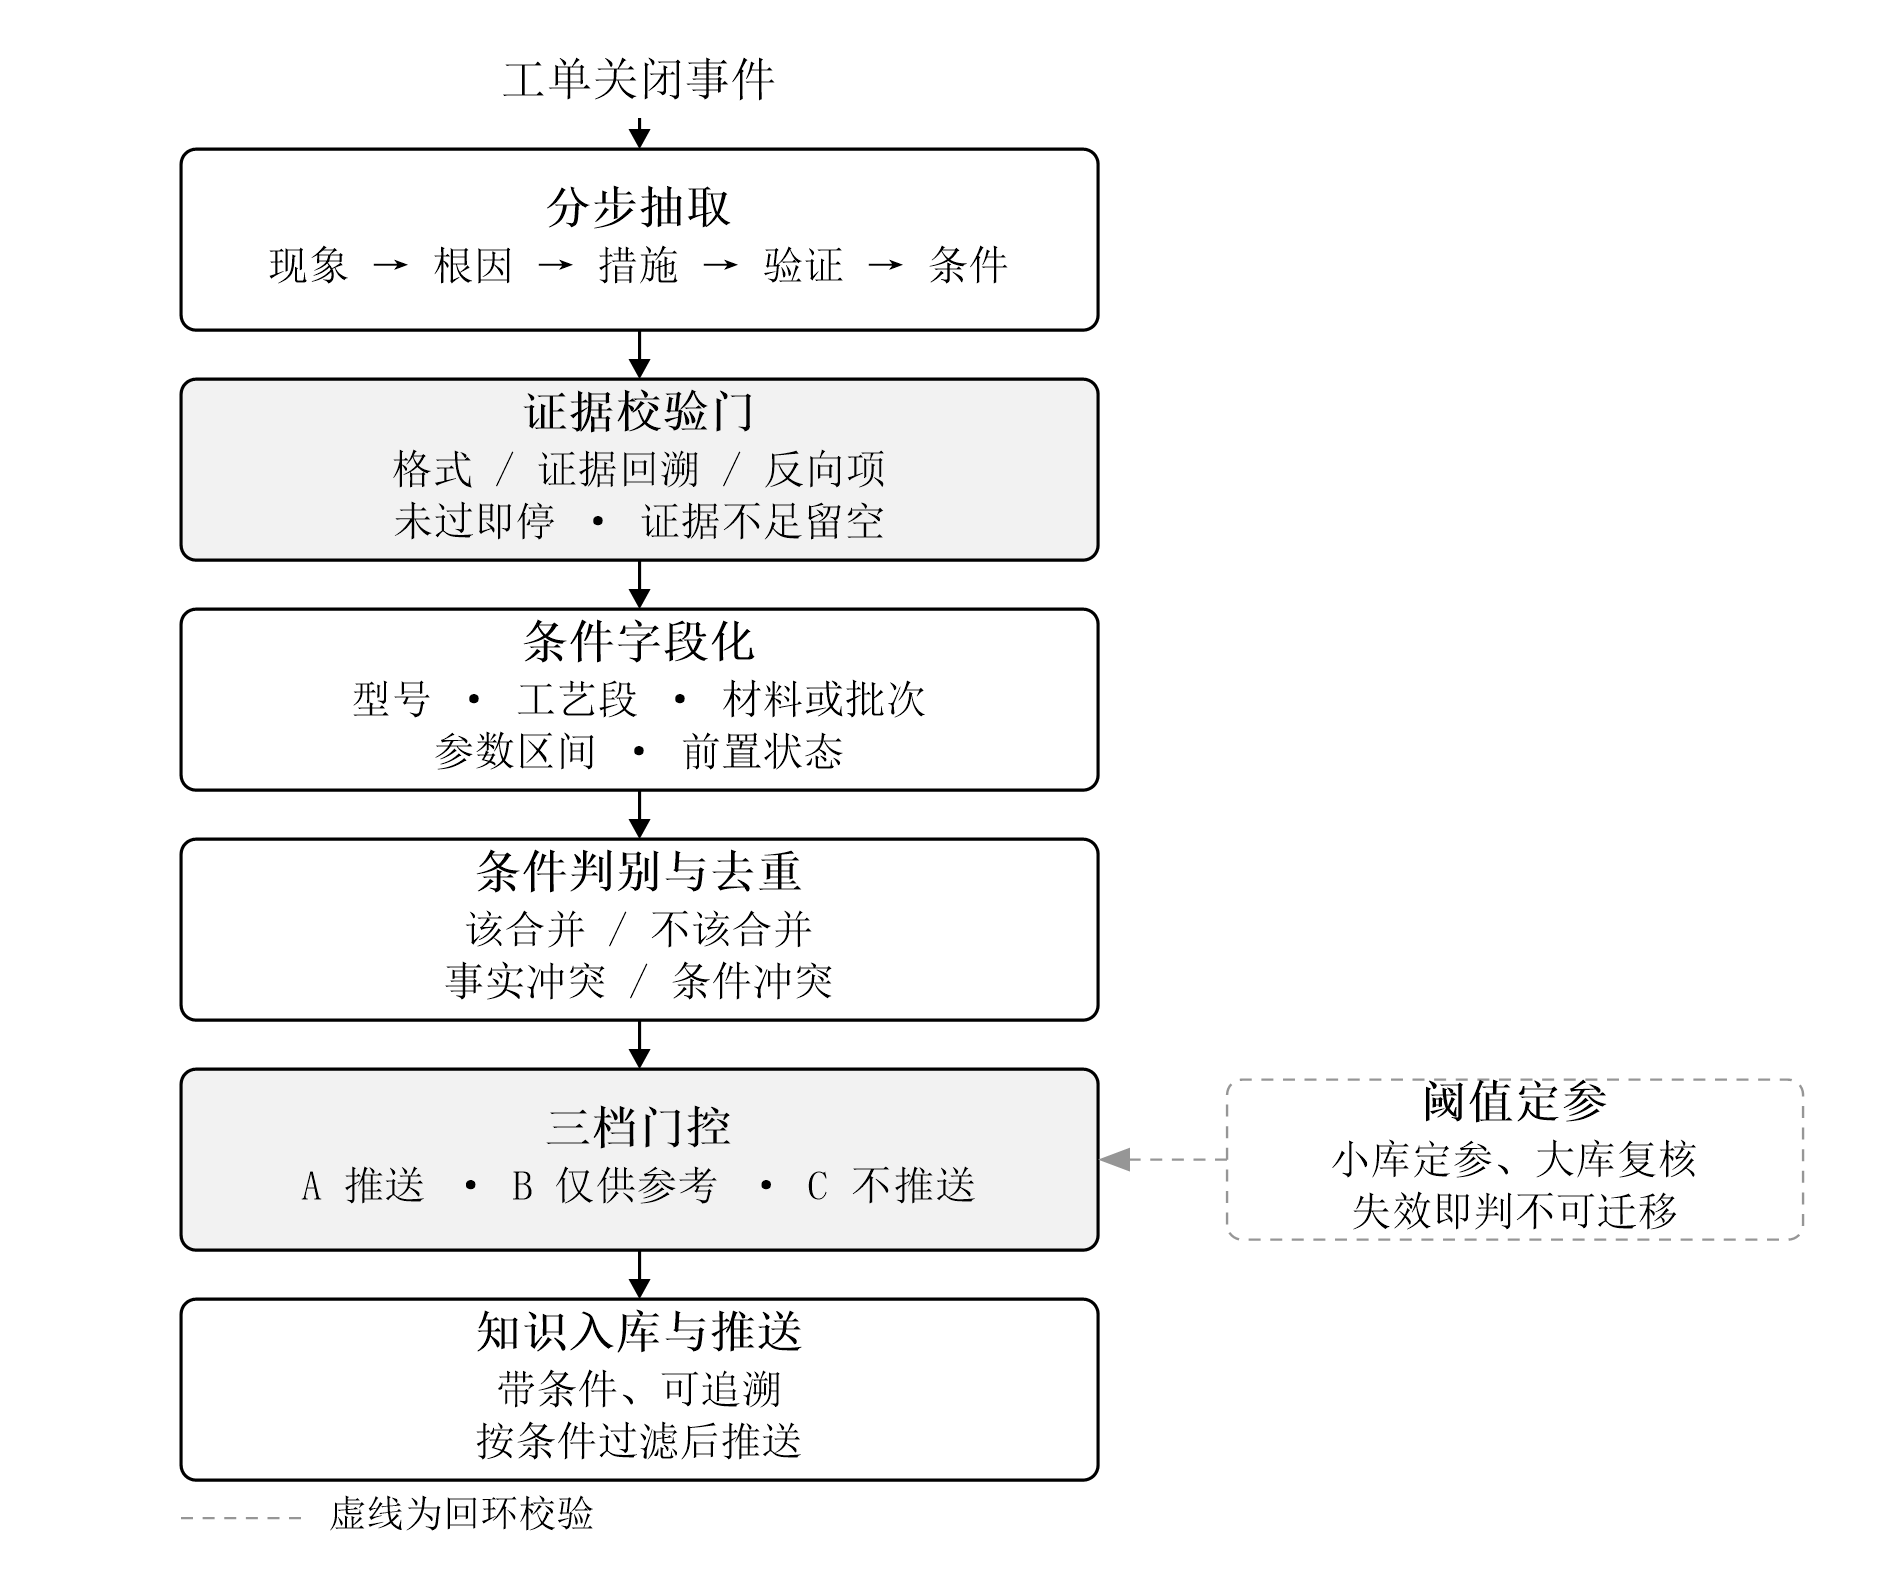 工单关闭事件
分步抽取
现象 → 根因 → 措施 → 验证 → 条件
证据校验门
格式 / 证据回溯 / 反向项
未过即停 • 证据不足留空
条件字段化
型号 • 工艺段 • 材料或批次
参数区间 • 前置状态
条件判别与去重
该合并 / 不该合并
事实冲突 / 条件冲突
三档门控
A 推送 • B 仅供参考 • C 不推送
阈值定参
小库定参、大库复核
失效即判不可迁移
知识入库与推送
带条件、可追溯
按条件过滤后推送
虚线为回环校验